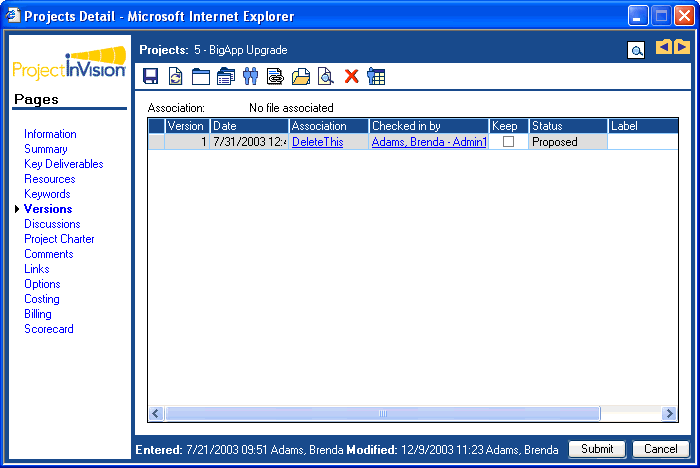 Projects Detail - Microsoft Internet Explorer
ProjectinVision
Projects: 5 - BigApp Upgrade
Pages
Information
Summary
Key Deliverables
Resources
Keywords
Versions
Discussions
Project Charter
Comments
Links
Options
Costing
Billing
Scorecard
Association: No file associated
Version Date Association Checked in by Keep Status Label
1 7/31/2003 12:4 DeleteThis Adams, Brenda - Admin1 Proposed
Entered: 7/21/2003 09:51 Adams, Brenda Modified: 12/9/2003 11:23 Adams, Brenda Submit Cancel